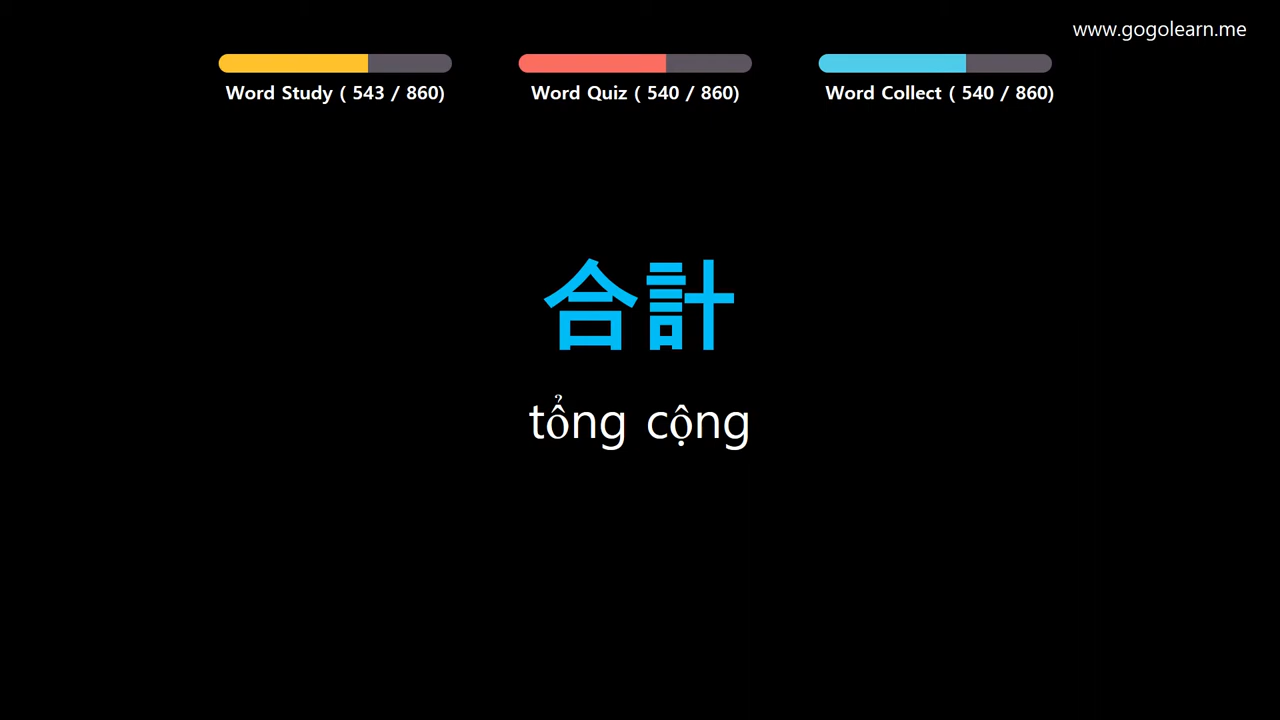 www.gogolearn.me
Word Study ( 543 / 860)
Word Quiz ( 540 / 860)
Word Collect ( 540 / 860)
合計
tổng cộng